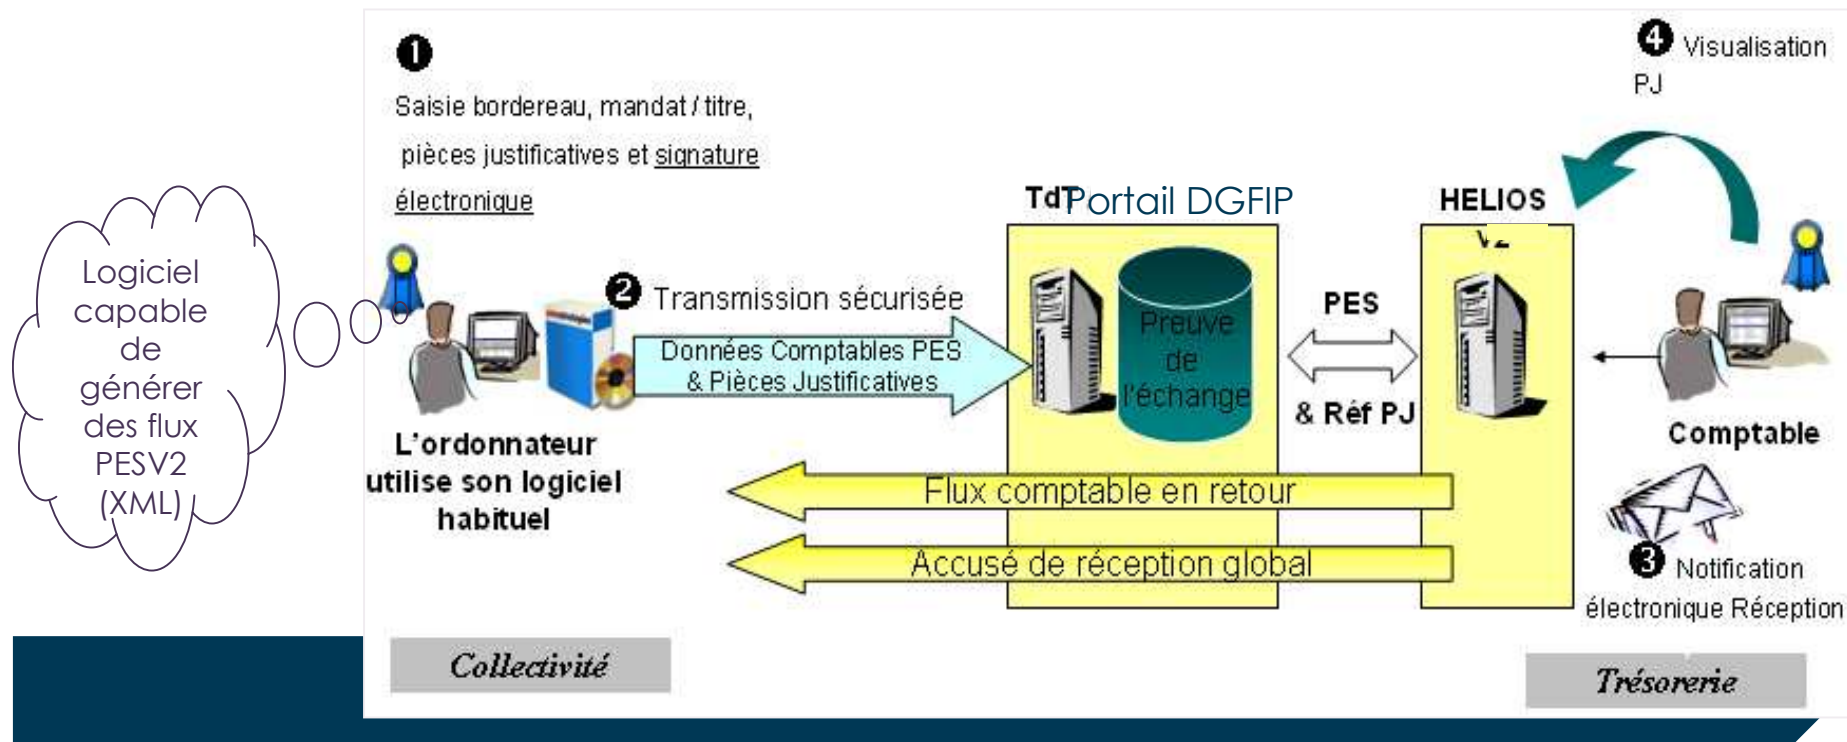 ❶
Saisie bordereau, mandat / titre,
pièces justificatives et signature
électronique
Logiciel
capable
de
générer
des flux
PESV2
(XML)
L'ordonnateur
utilise son logiciel
habituel
❷ Transmission sécurisée
Données Comptables PES
& Pièces Justificatives
TdT
Portail DGFIP
Preuve
de
l'échange
PES
& Réf PJ
HELIOS
V2
❹ Visualisation
PJ
Comptable
❸ Notification
électronique Réception
Flux comptable en retour
Accusé de réception global
Collectivité
Trésorerie